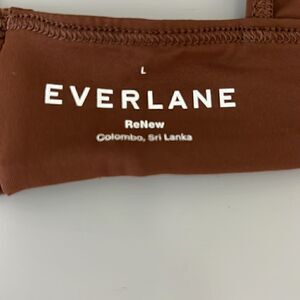 L
EVERLANE
ReNew
Colombo, Sri Lanka